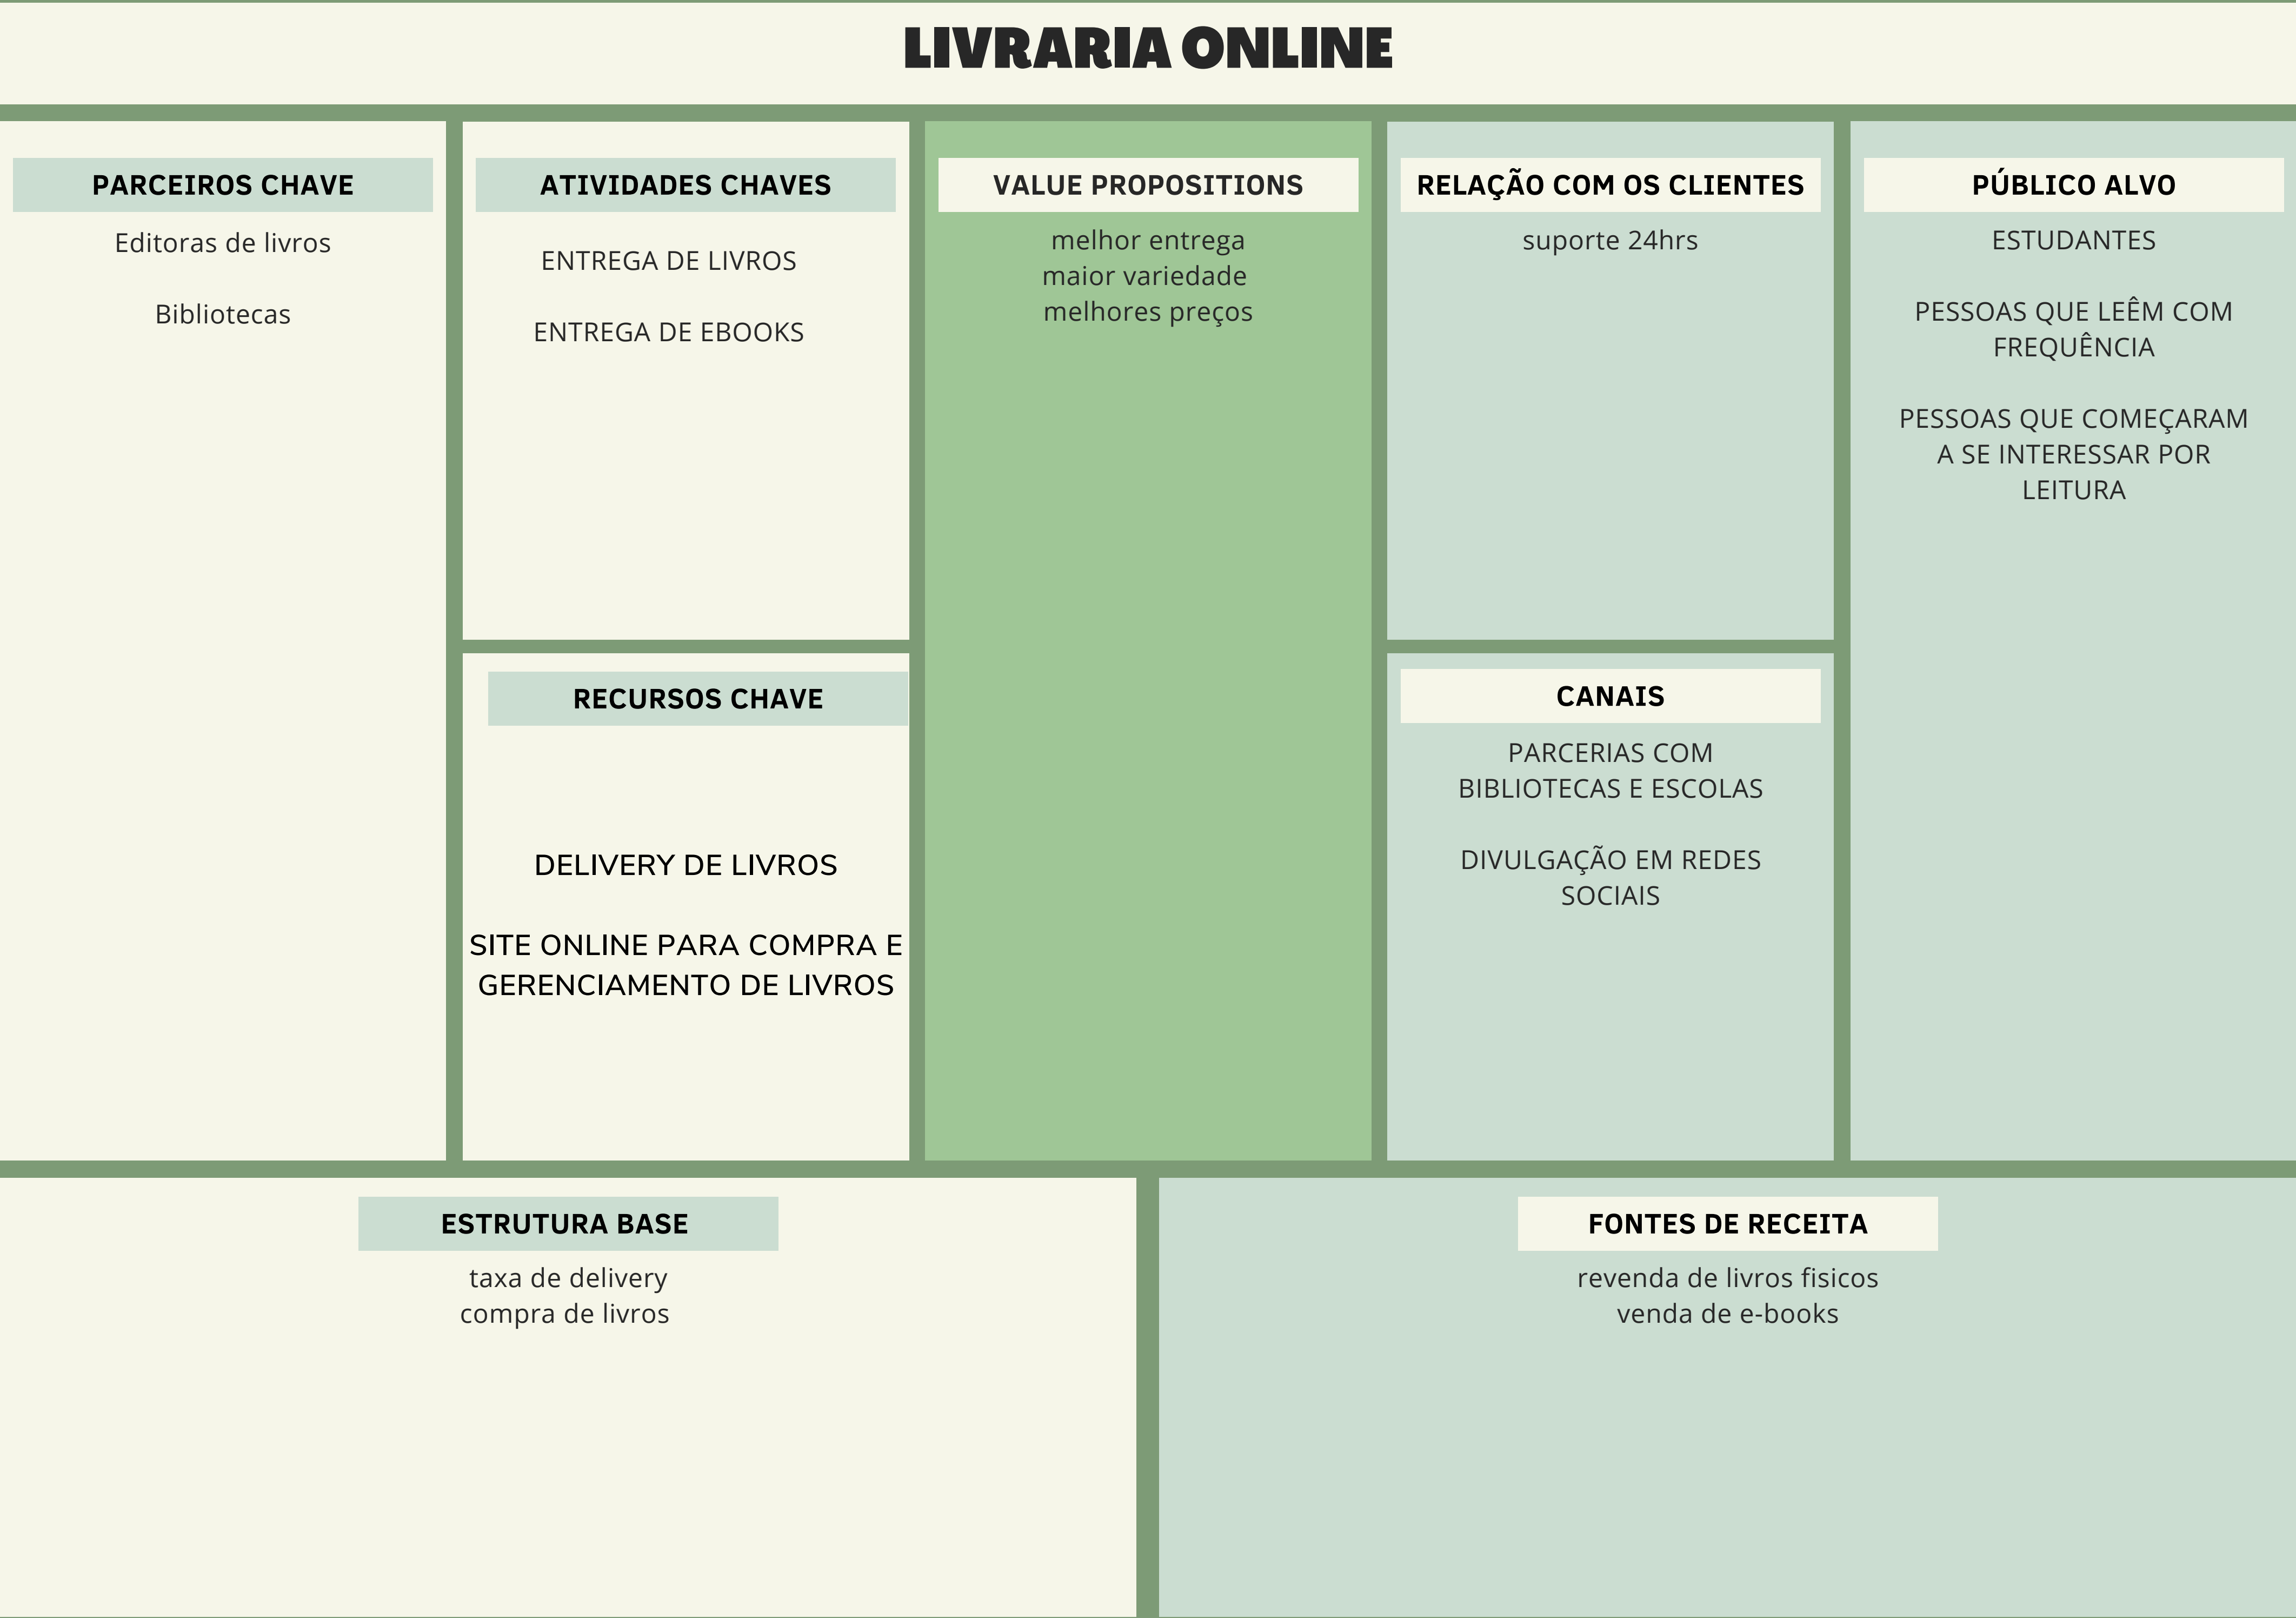 LIVRARIA ONLINE
PARCEIROS CHAVE
Editoras de livros
Bibliotecas
ATIVIDADES CHAVES
ENTREGA DE LIVROS
ENTREGA DE EBOOKS
RECURSOS CHAVE
DELIVERY DE LIVROS
SITE ONLINE PARA COMPRA E
GERENCIAMENTO DE LIVROS
VALUE PROPOSITIONS
melhor entrega
maior variedade
melhores preços
RELAÇÃO COM OS CLIENTES
suporte 24hrs
CANAIS
PARCERIAS COM
BIBLIOTECAS E ESCOLAS
DIVULGAÇÃO EM REDES
SOCIAIS
PÚBLICO ALVO
ESTUDANTES
PESSOAS QUE LEÊM COM
FREQUÊNCIA
PESSOAS QUE COMEÇARAM
A SE INTERESSAR POR
LEITURA
ESTRUTURA BASE
taxa de delivery
compra de livros
FONTES DE RECEITA
revenda de livros fisicos
venda de e-books